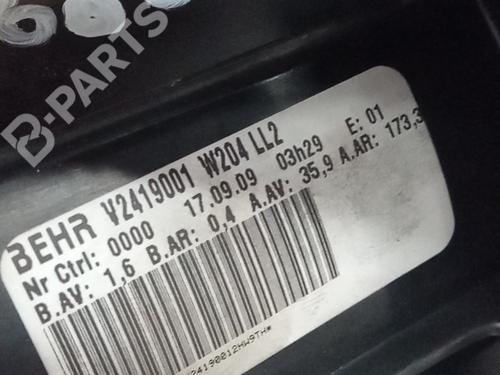 B-PARTS
BEHR V2419001 W204 LL2
Nr Ctrl: 0000 17.09.09 03h29 E: 01
B.AV: 1,6 B.AR: 0,4 A.AV: 35,9 A.AR: 173,3
V24190012HW9TH*